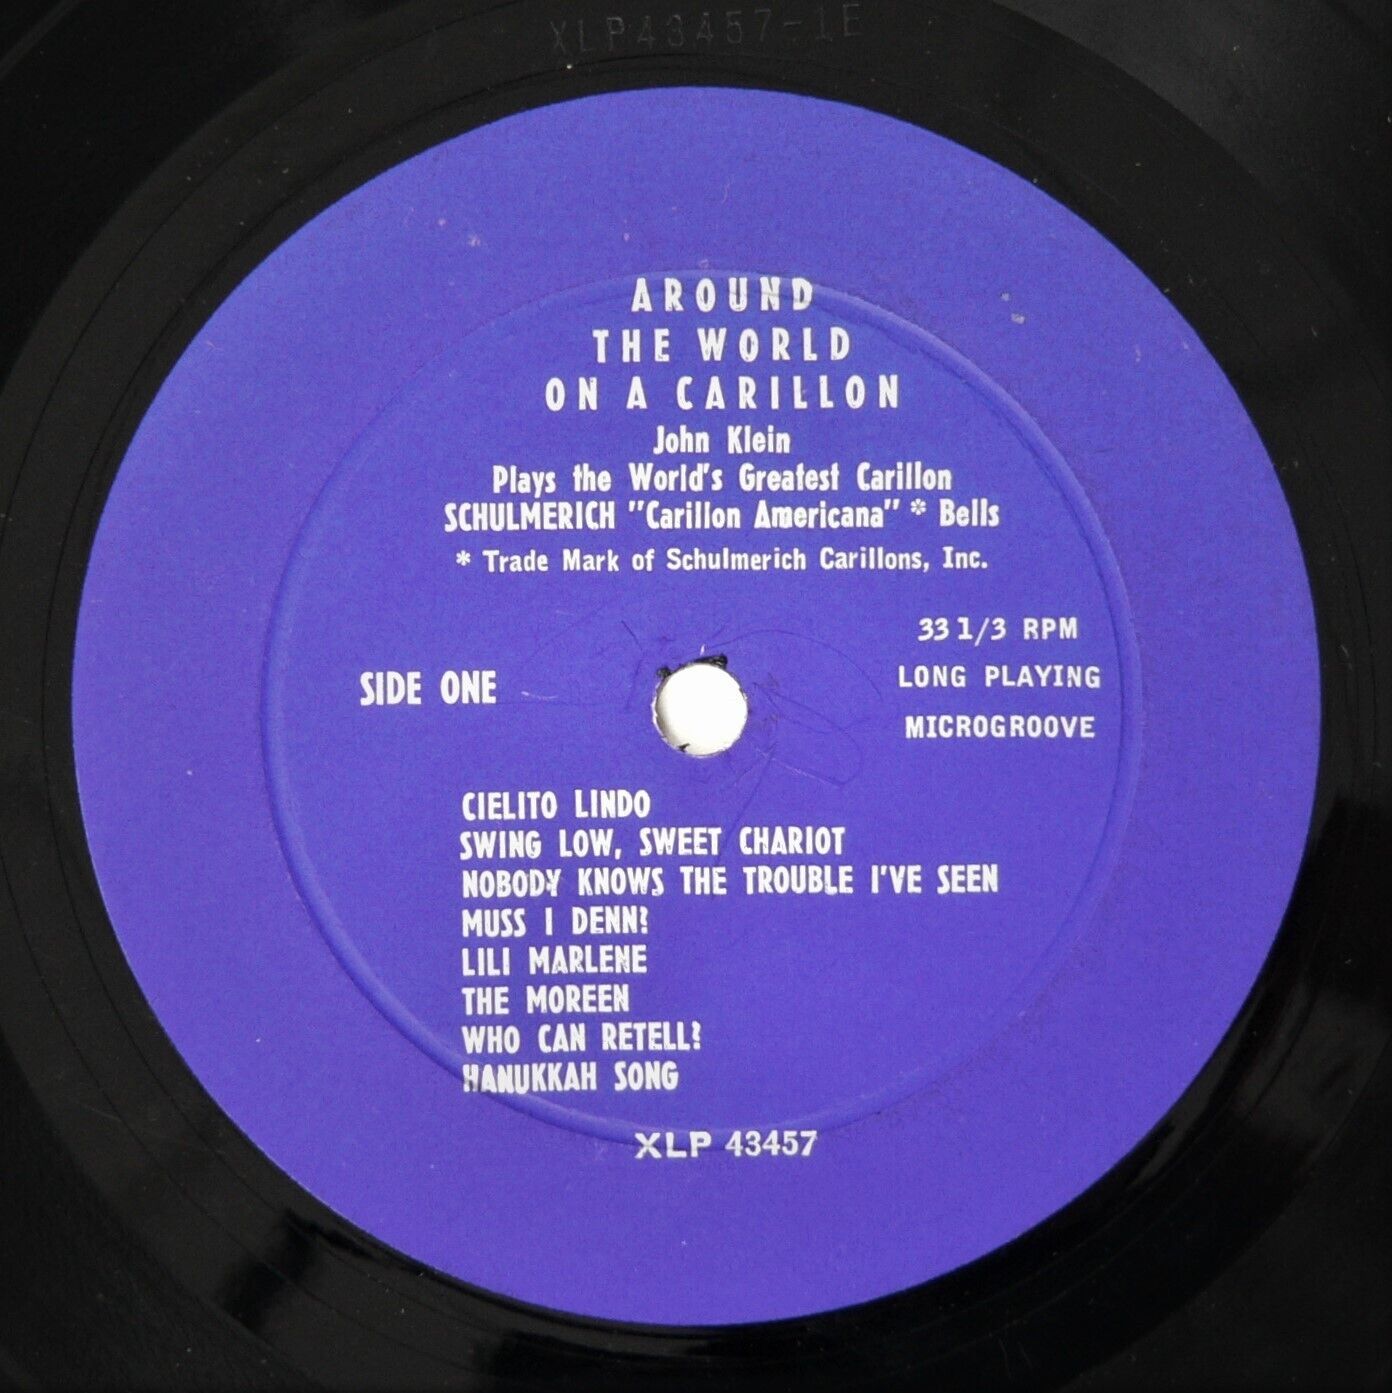 XLP43457-1E
AROUND
THE WORLD
ON A CARILLON
John Klein
Plays the World's Greatest Carillon
SCHULMERICH "Carillon Americana" * Bells
* Trade Mark of Schulmerich Carillons, Inc.
33 1/3 RPM
LONG PLAYING
MICROGROOVE
SIDE ONE
CIELITO LINDO
SWING LOW, SWEET CHARIOT
NOBODY KNOWS THE TROUBLE I'VE SEEN
MUSS I DENN?
LILI MARLENE
THE MOREEN
WHO CAN RETELL?
HANUKKAH SONG
XLP 43457